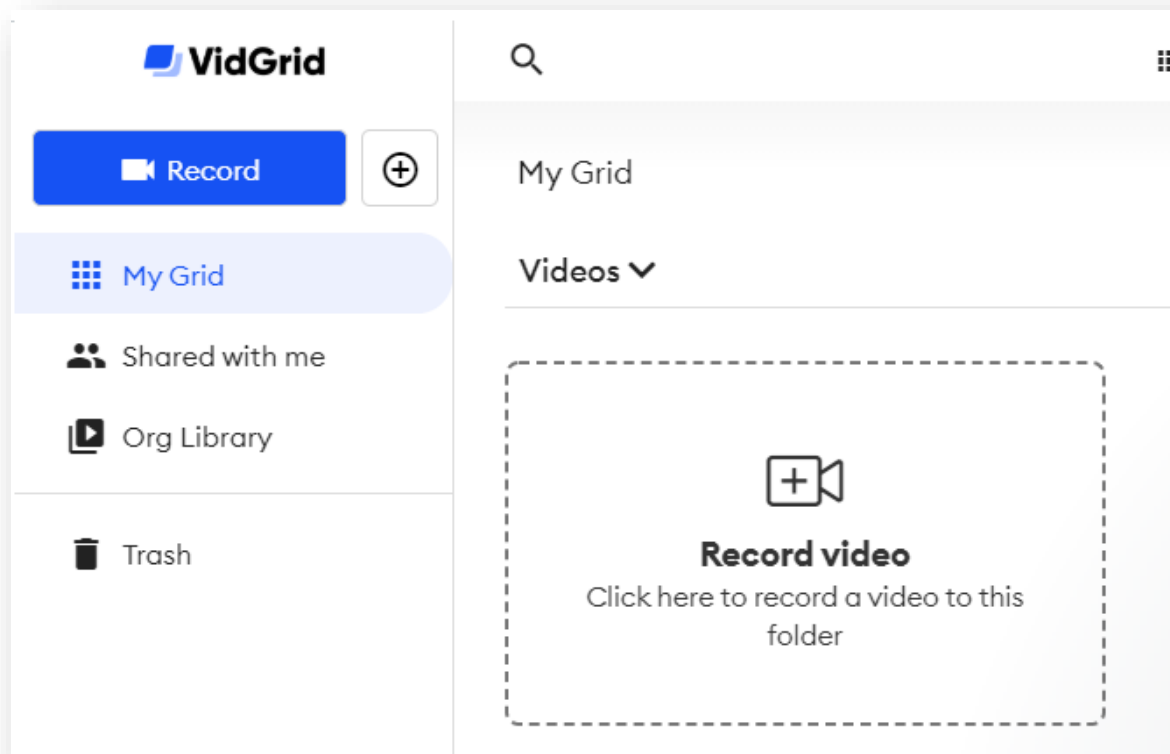 VidGrid
Record
My Grid
Shared with me
Org Library
Trash
My Grid
Videos
Record video
Click here to record a video to this
folder